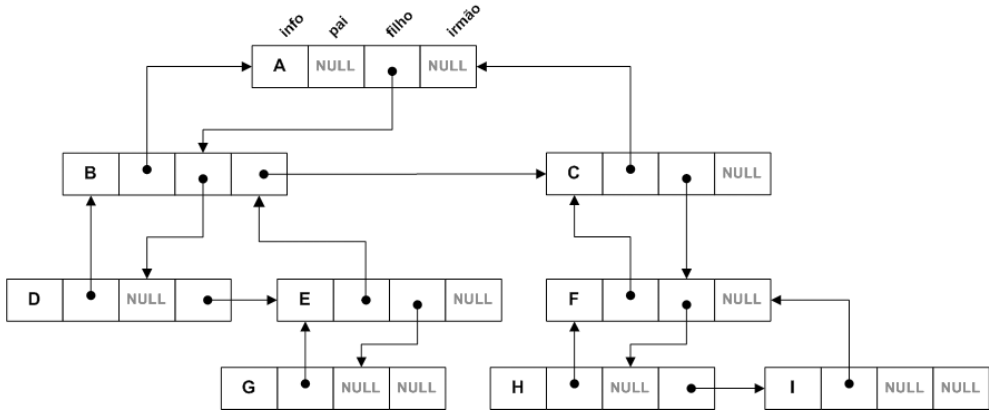 info pai filho irmão
A NULL NULL
B C NULL
D NULL E NULL F NULL
G NULL NULL H NULL I NULL NULL